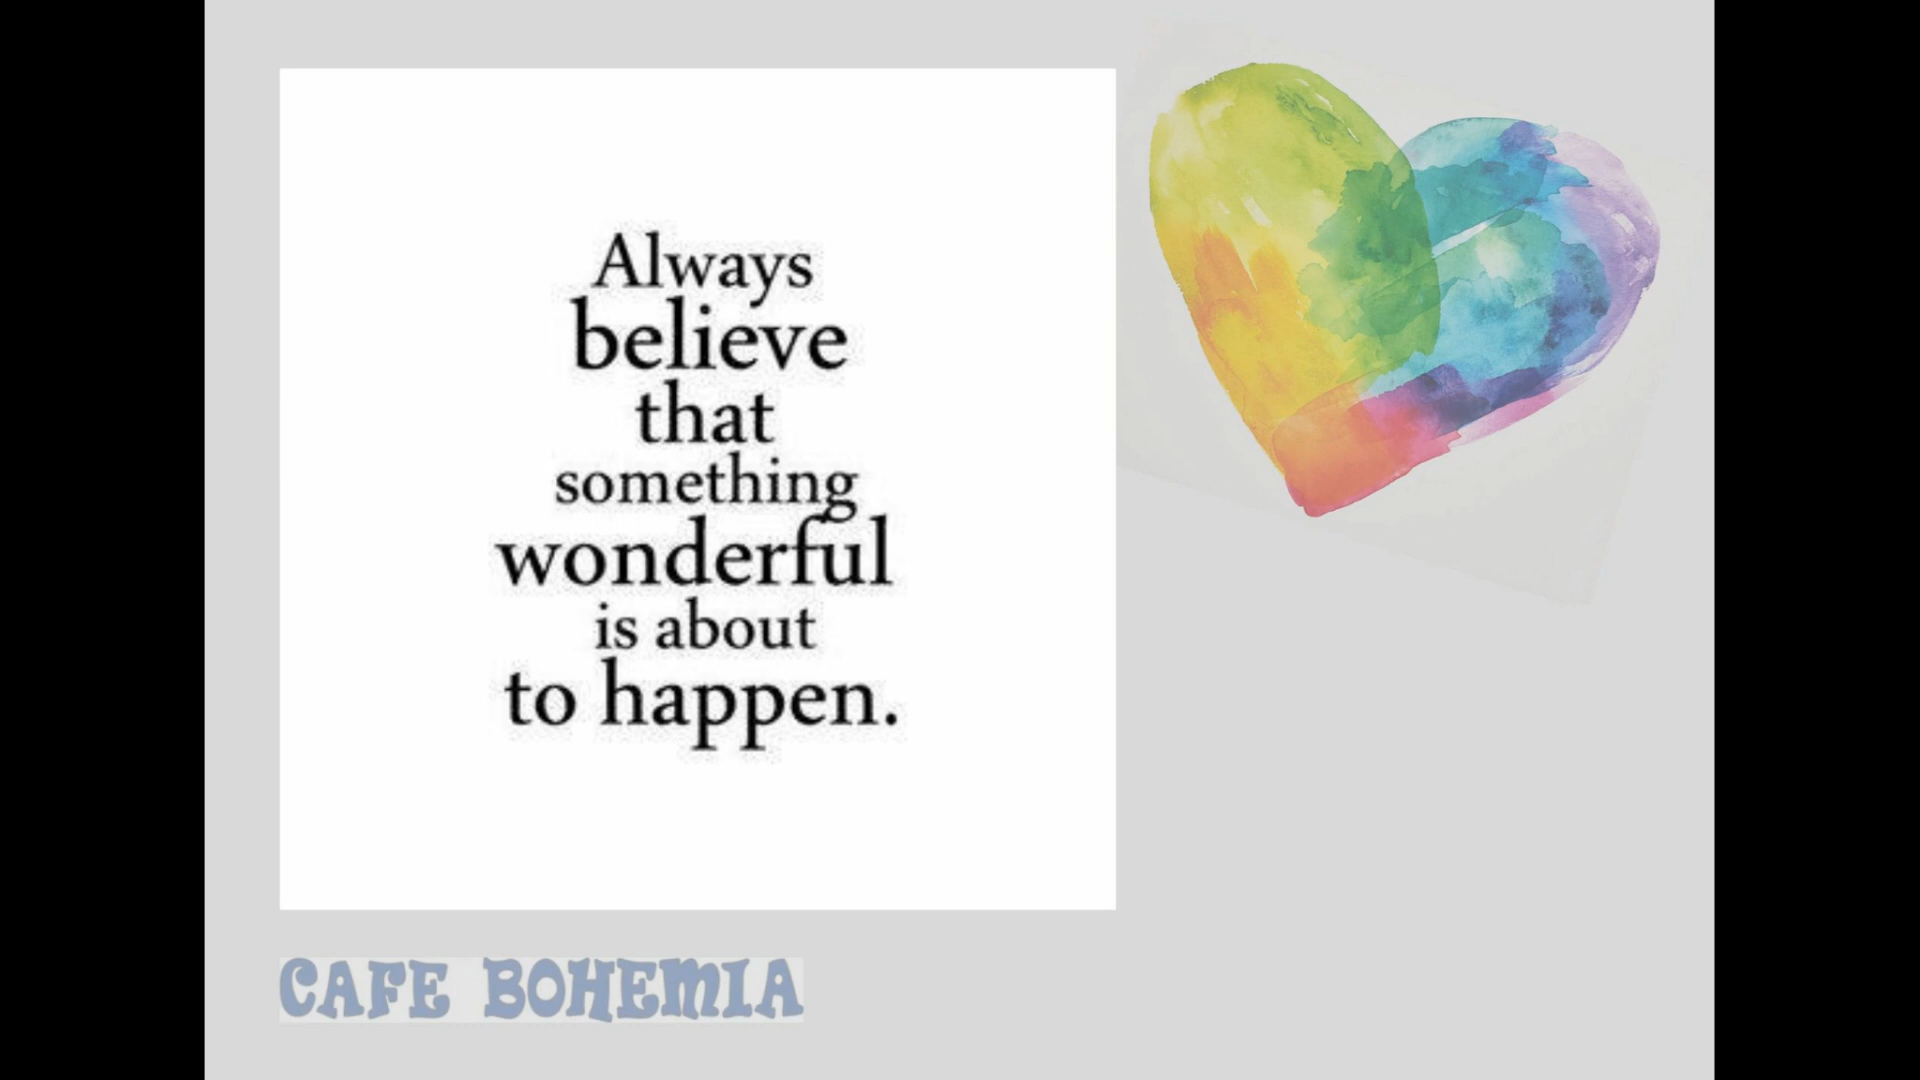 Always
believe
that
something
wonderful
is about
to happen.
CAFE BOHEMIA